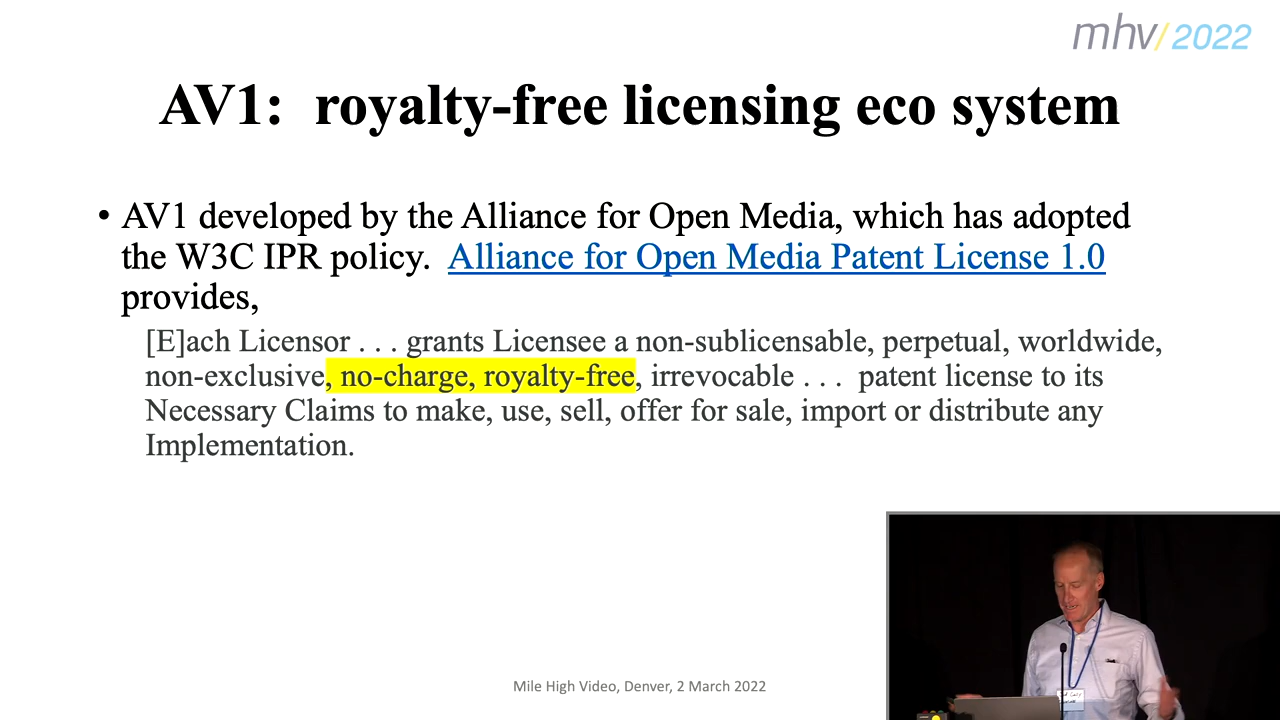 mhv/2022
AV1:  royalty-free licensing eco system
• AV1 developed by the Alliance for Open Media, which has adopted
the W3C IPR policy.  Alliance for Open Media Patent License 1.0
provides,
[E]ach Licensor . . . grants Licensee a non-sublicensable, perpetual, worldwide,
non-exclusive, no-charge, royalty-free, irrevocable . . .  patent license to its
Necessary Claims to make, use, sell, offer for sale, import or distribute any
Implementation.
Mile High Video, Denver, 2 March 2022